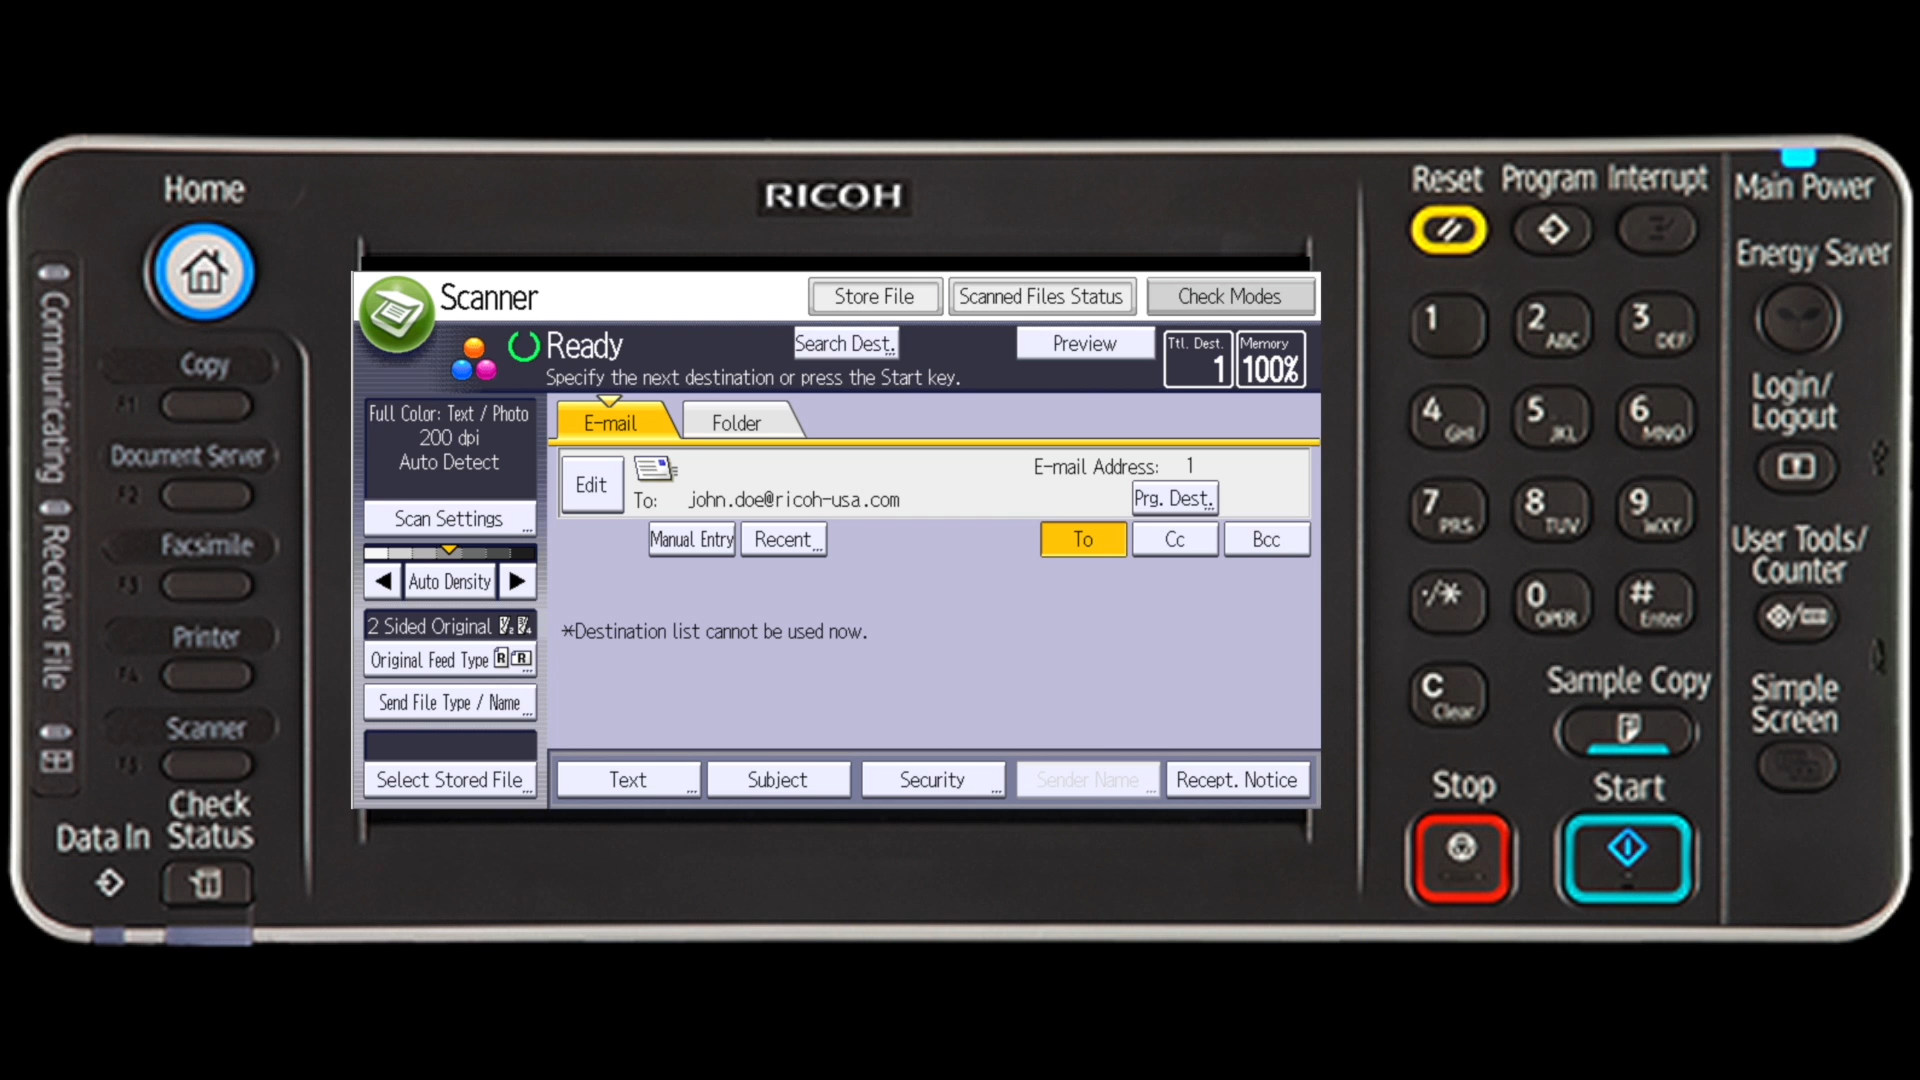 Home
RICOH
Reset Program Interrupt
Main Power
Energy Saver
Communicating
Receive File
Copy
F1
Document Server
F2
Facsimile
F3
Printer
F4
Scanner
F5
Check
Status
Data In
Scanner
Store File
Scanned Files Status
Check Modes
Ready
Search Dest.
Preview
Ttl. Dest.
1
Memory
100%
Specify the next destination or press the Start key.
Full Color: Text / Photo
200 dpi
Auto Detect
Scan Settings
Auto Density
2 Sided Original
Original Feed Type R R
Send File Type / Name
Select Stored File
E-mail
Folder
Edit
E-mail Address: 1
To: john.doe@ricoh-usa.com
Prg. Dest.
Manual Entry
Recent
To
Cc
Bcc
*Destination list cannot be used now.
Text
Subject
Security
Sender Name
Recept. Notice
1
2 ABC
3 DEF
4 GHI
5 JKL
6 MNO
7 PRS
8 TUV
9 WXY
./*
0 OPER
# Enter
C Clear
Sample Copy
Stop
Start
Login/
Logout
User Tools/
Counter
Simple
Screen